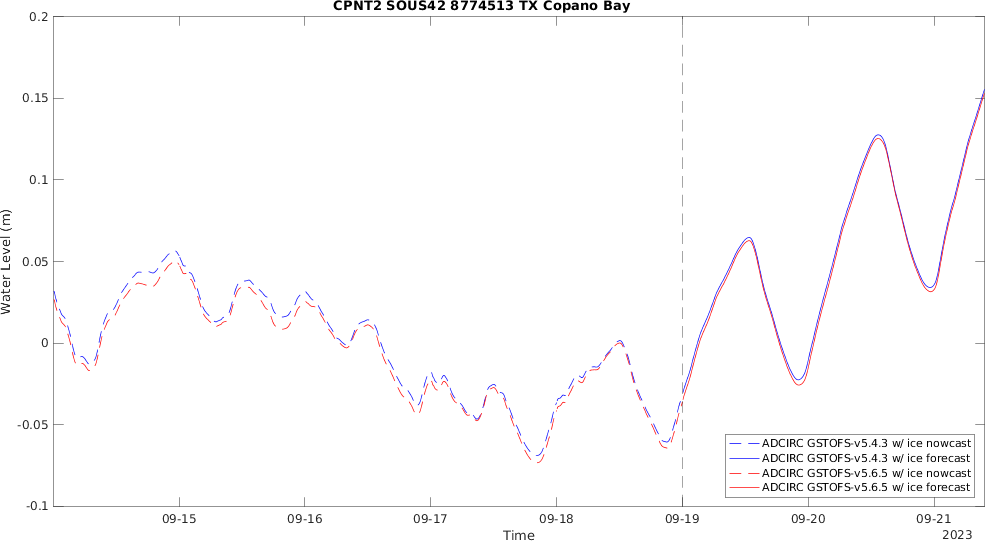 CPNT2 SOUS42 8774513 TX Copano Bay
0.2
0.15
0.1
0.05
0
-0.05
-0.1
Water Level (m)
ADCIRC GSTOFS-v5.4.3 w/ ice nowcast
ADCIRC GSTOFS-v5.4.3 w/ ice forecast
ADCIRC GSTOFS-v5.6.5 w/ ice nowcast
ADCIRC GSTOFS-v5.6.5 w/ ice forecast
09-15 09-16 09-17 09-18 09-19 09-20 09-21
Time
2023